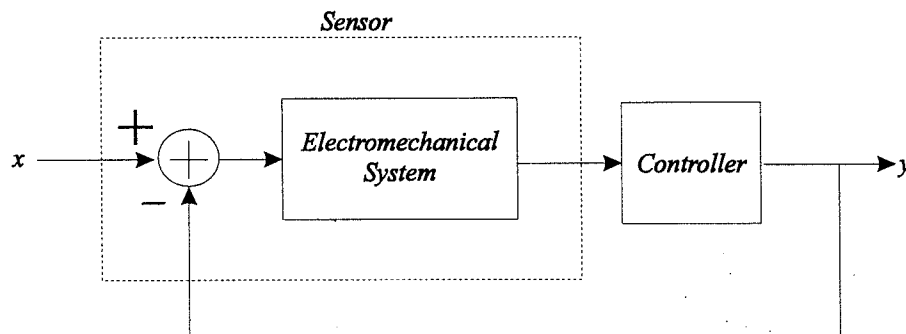 Sensor
+
x
+
Electromechanical
System
Controller
y
−